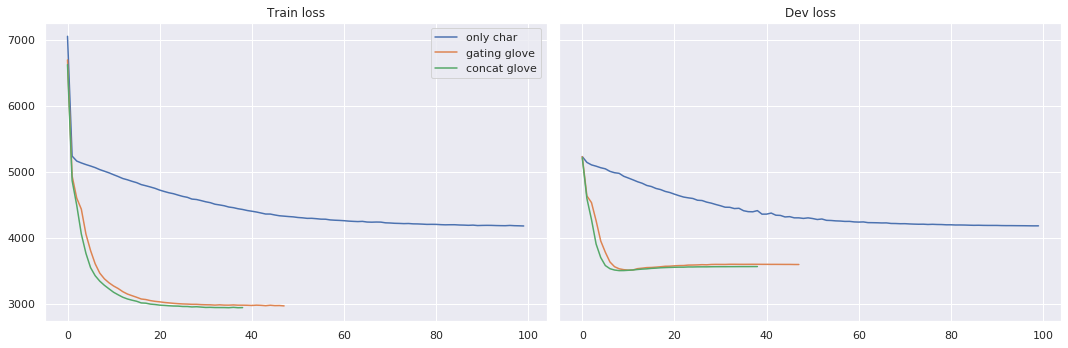 Train loss
Dev loss
7000
6000
5000
4000
3000
only char
gating glove
concat glove
0 20 40 60 80 100
0 20 40 60 80 100